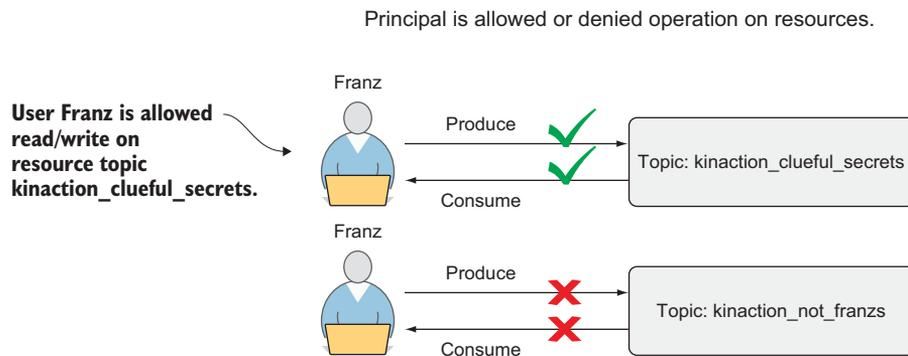 Principal is allowed or denied operation on resources.
Franz
User Franz is allowed
read/write on
resource topic
kinaction_clueful_secrets.
Produce
Topic: kinaction_clueful_secrets
Consume
Franz
Produce
Topic: kinaction_not_franzs
Consume